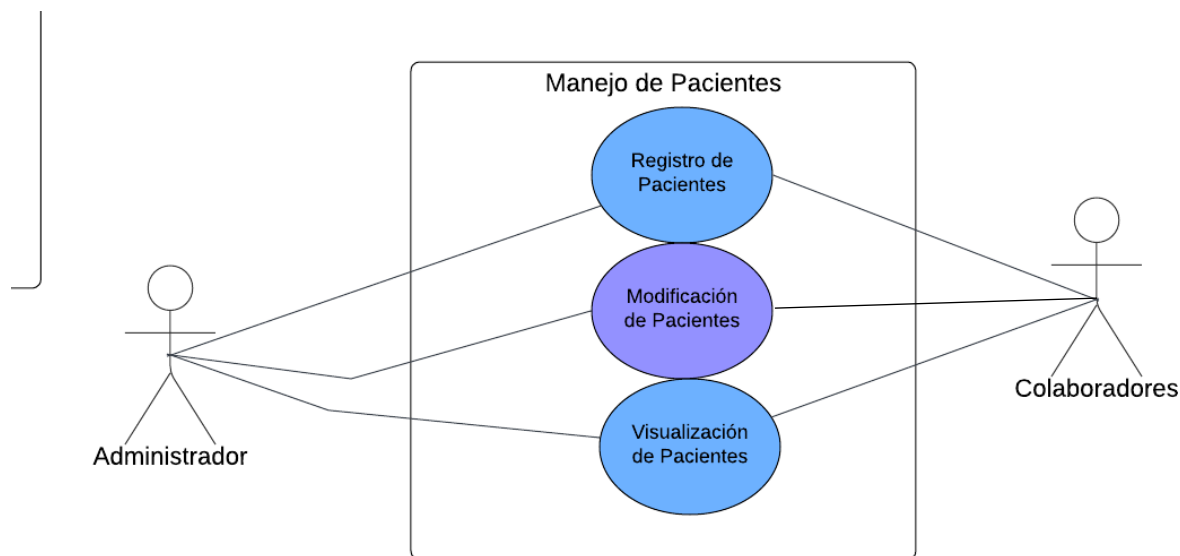 Manejo de Pacientes
Registro de
Pacientes
Modificación
de Pacientes
Visualización
de Pacientes
Administrador
Colaboradores